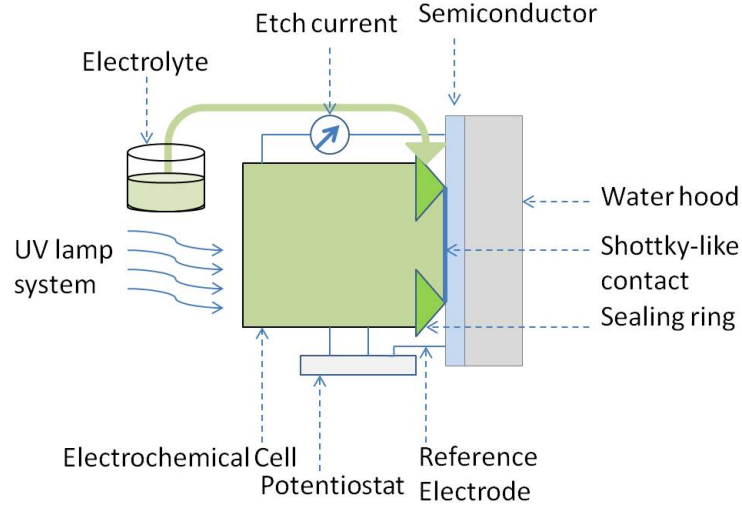 Etch current
Semiconductor
Electrolyte
Water hood
UV lamp
system
Shottky-like
contact
Sealing ring
Electrochemical Cell
Potentiostat
Reference
Electrode